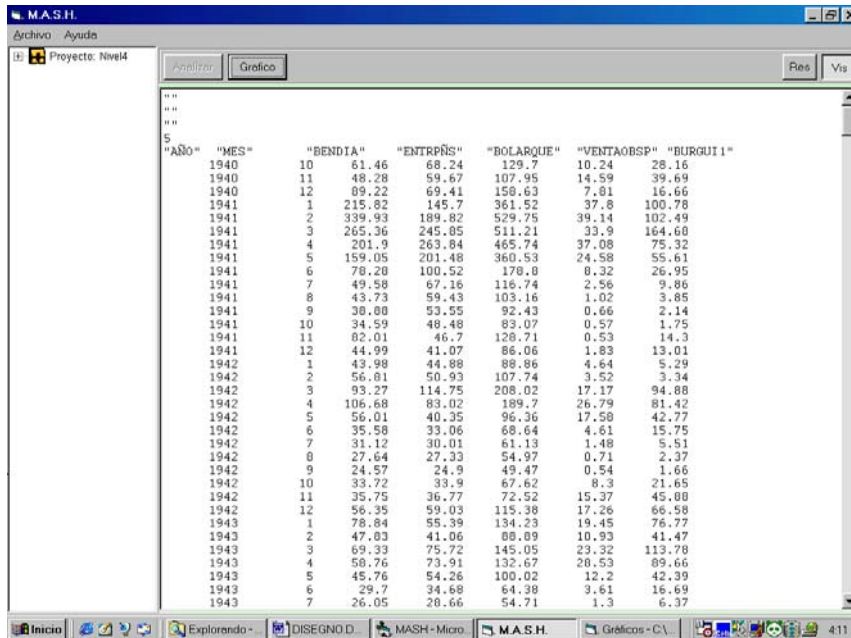 M.A.S.H.
Archivo Ayuda
Proyecto: Nivel4
Analizar Grafico Res Vis
""
""
""
5
"AÑO" "MES" "BENDIA" "ENTRPÑS" "BOLARQUE" "VENTAOBSP" "BURGUI1"
1940 10 61.46 68.24 129.7 10.24 28.16
1940 11 48.28 59.67 107.95 14.59 39.69
1940 12 89.22 69.41 158.63 7.81 16.66
1941 1 215.82 145.7 361.52 37.8 100.78
1941 2 339.93 189.82 529.75 39.14 102.49
1941 3 265.36 245.85 511.21 33.9 164.68
1941 4 201.9 263.84 465.74 37.08 75.32
1941 5 159.05 201.48 360.53 24.58 55.61
1941 6 78.28 100.52 178.8 8.32 26.95
1941 7 49.58 67.16 116.74 2.56 9.86
1941 8 43.73 59.43 103.16 1.02 3.85
1941 9 38.88 53.55 92.43 0.66 2.14
1941 10 34.59 48.48 83.07 0.57 1.75
1941 11 82.01 46.7 128.71 0.53 14.3
1941 12 44.99 41.07 86.06 1.83 13.01
1942 1 43.98 44.88 88.86 4.64 5.29
1942 2 56.81 50.93 107.74 3.52 3.34
1942 3 93.27 114.75 208.02 17.17 94.88
1942 4 106.68 83.02 189.7 26.79 81.42
1942 5 56.01 40.35 96.36 17.58 42.77
1942 6 35.58 33.06 68.64 4.61 15.75
1942 7 31.12 30.01 61.13 1.48 5.51
1942 8 27.64 27.33 54.97 0.71 2.37
1942 9 24.57 24.9 49.47 0.54 1.66
1942 10 33.72 33.9 67.62 8.3 21.65
1942 11 35.75 36.77 72.52 15.37 45.88
1942 12 56.35 59.03 115.38 17.26 66.58
1943 1 78.84 55.39 134.23 19.45 76.77
1943 2 47.83 41.06 88.89 10.93 41.47
1943 3 69.33 75.72 145.05 23.32 113.78
1943 4 58.76 73.91 132.67 28.53 89.66
1943 5 45.76 54.26 100.02 12.2 42.39
1943 6 29.7 34.68 64.38 3.61 16.69
1943 7 26.05 28.66 54.71 1.3 6.37
Inicio Explorando -... DISEGNO D... MASH - Micro... M.A.S.H. Gráficos - C:\... 4:11